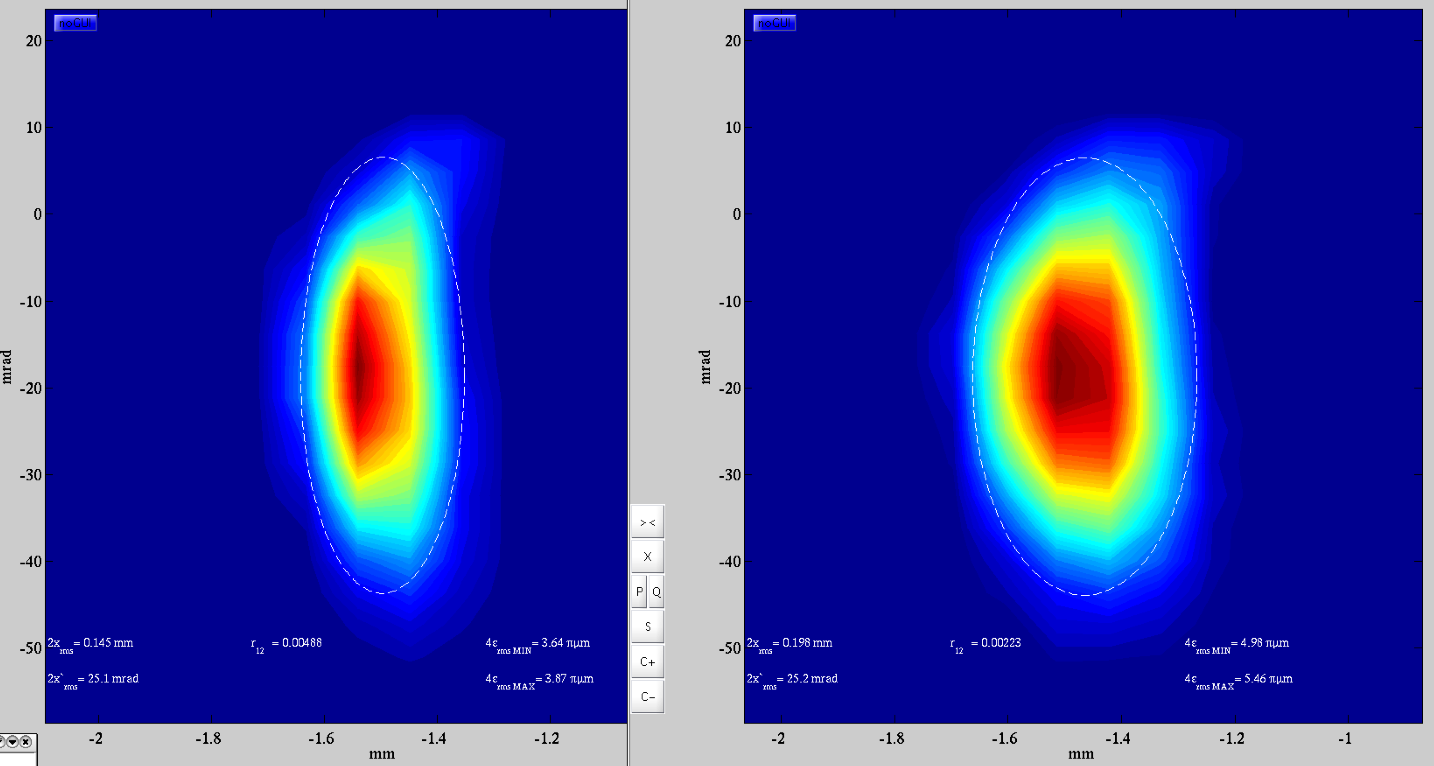 noGUI
20
10
0
-10
-20
-30
-40
-50
mrad
2x_rms = 0.145 mm
r_12 = 0.00488
4ε_rms MIN = 3.64 πμm
2x`_rms = 25.1 mrad
4ε_rms MAX = 3.87 πμm
-2
-1.8
-1.6
-1.4
-1.2
mm
><
X
P Q
S
C+
C−
noGUI
20
10
0
-10
-20
-30
-40
-50
mrad
2x_rms = 0.198 mm
r_12 = 0.00223
4ε_rms MIN = 4.98 πμm
2x`_rms = 25.2 mrad
4ε_rms MAX = 5.46 πμm
-2
-1.8
-1.6
-1.4
-1.2
-1
mm